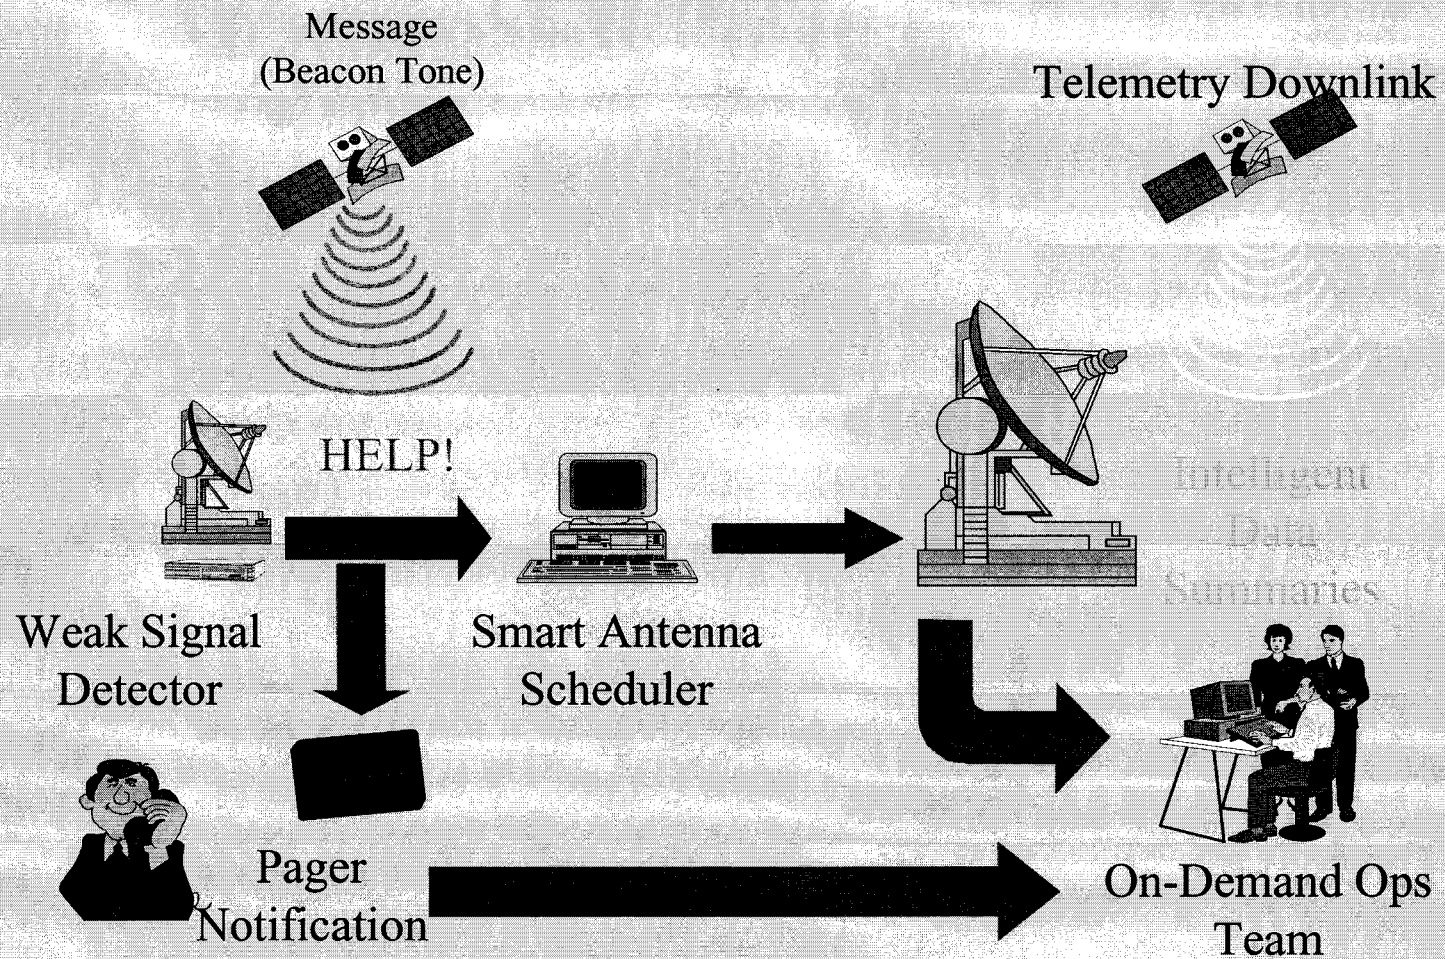 Message
(Beacon Tone)
Telemetry Downlink
HELP!
Intelligent
Data
Summaries
Weak Signal
Detector
Smart Antenna
Scheduler
Pager
Notification
On-Demand Ops
Team